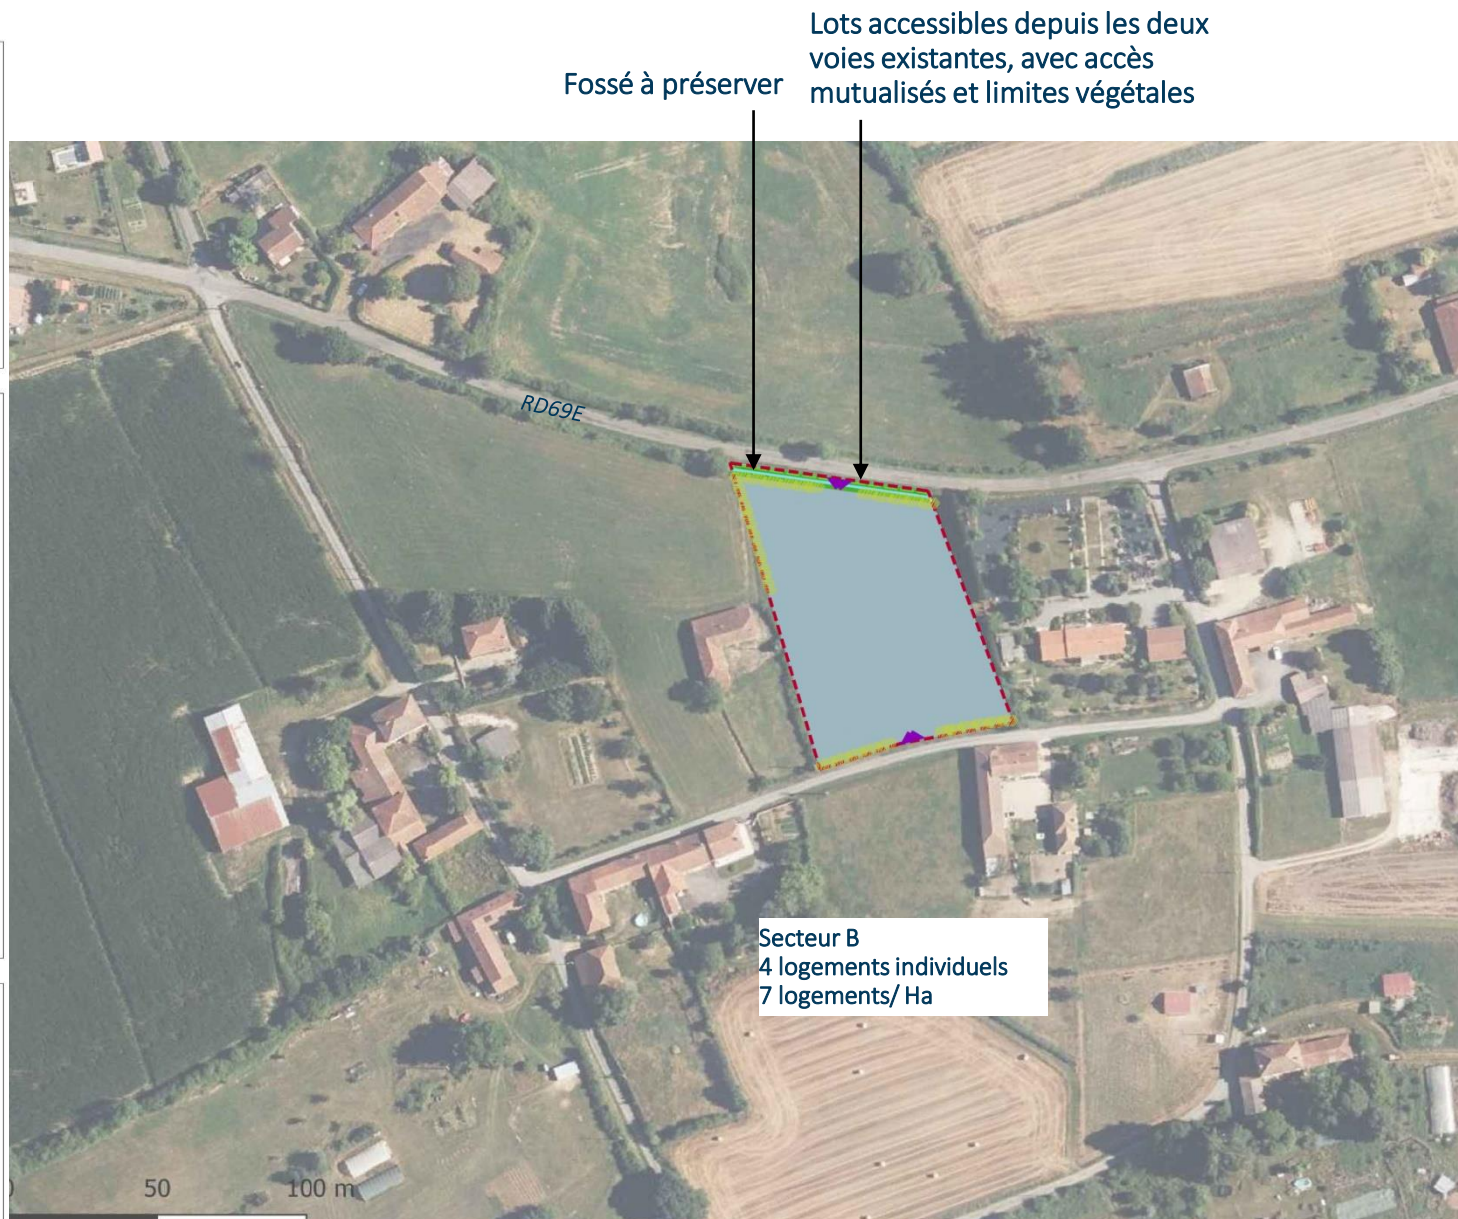 Lots accessibles depuis les deux
voies existantes, avec accès
mutualisés et limites végétales
Fossé à préserver
RD69E
Secteur B
4 logements individuels
7 logements/ Ha
50
100 m